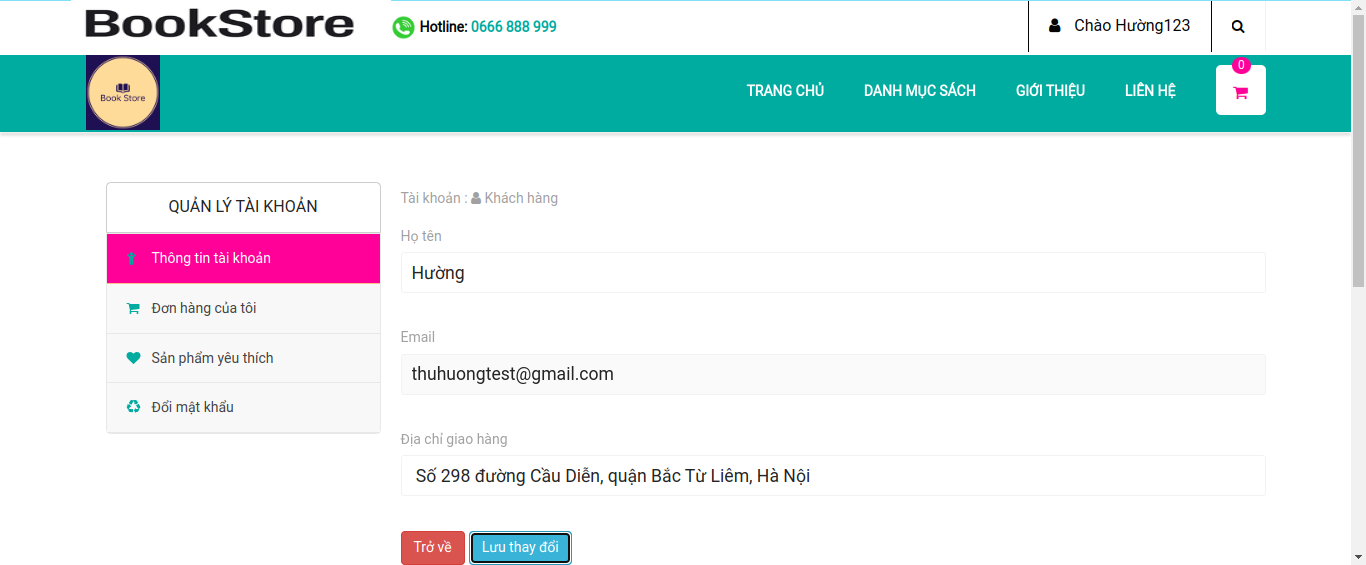 BookStore
Hotline: 0666 888 999
Chào Hường123
Book Store
TRANG CHỦ DANH MỤC SÁCH GIỚI THIỆU LIÊN HỆ
0
QUẢN LÝ TÀI KHOẢN
Thông tin tài khoản
Đơn hàng của tôi
Sản phẩm yêu thích
Đổi mật khẩu
Tài khoản : Khách hàng
Họ tên
Hường
Email
thuhuongtest@gmail.com
Địa chỉ giao hàng
Số 298 đường Cầu Diễn, quận Bắc Từ Liêm, Hà Nội
Trở về Lưu thay đổi